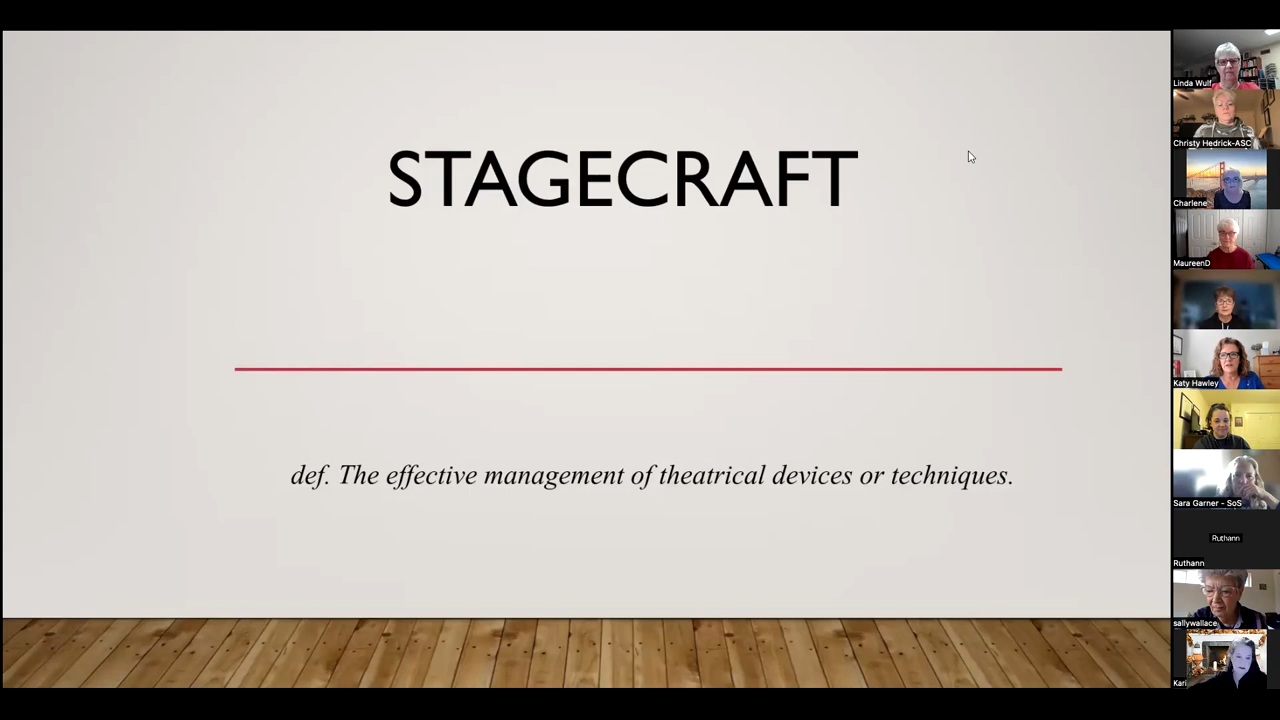 STAGECRAFT
def. The effective management of theatrical devices or techniques.
Linda Wulf
Christy Hedrick-ASC
Charlene
MaureenD
Katy Hawley
Sara Garner - SoS
Ruthann
Ruthann
sallywallace
Kari